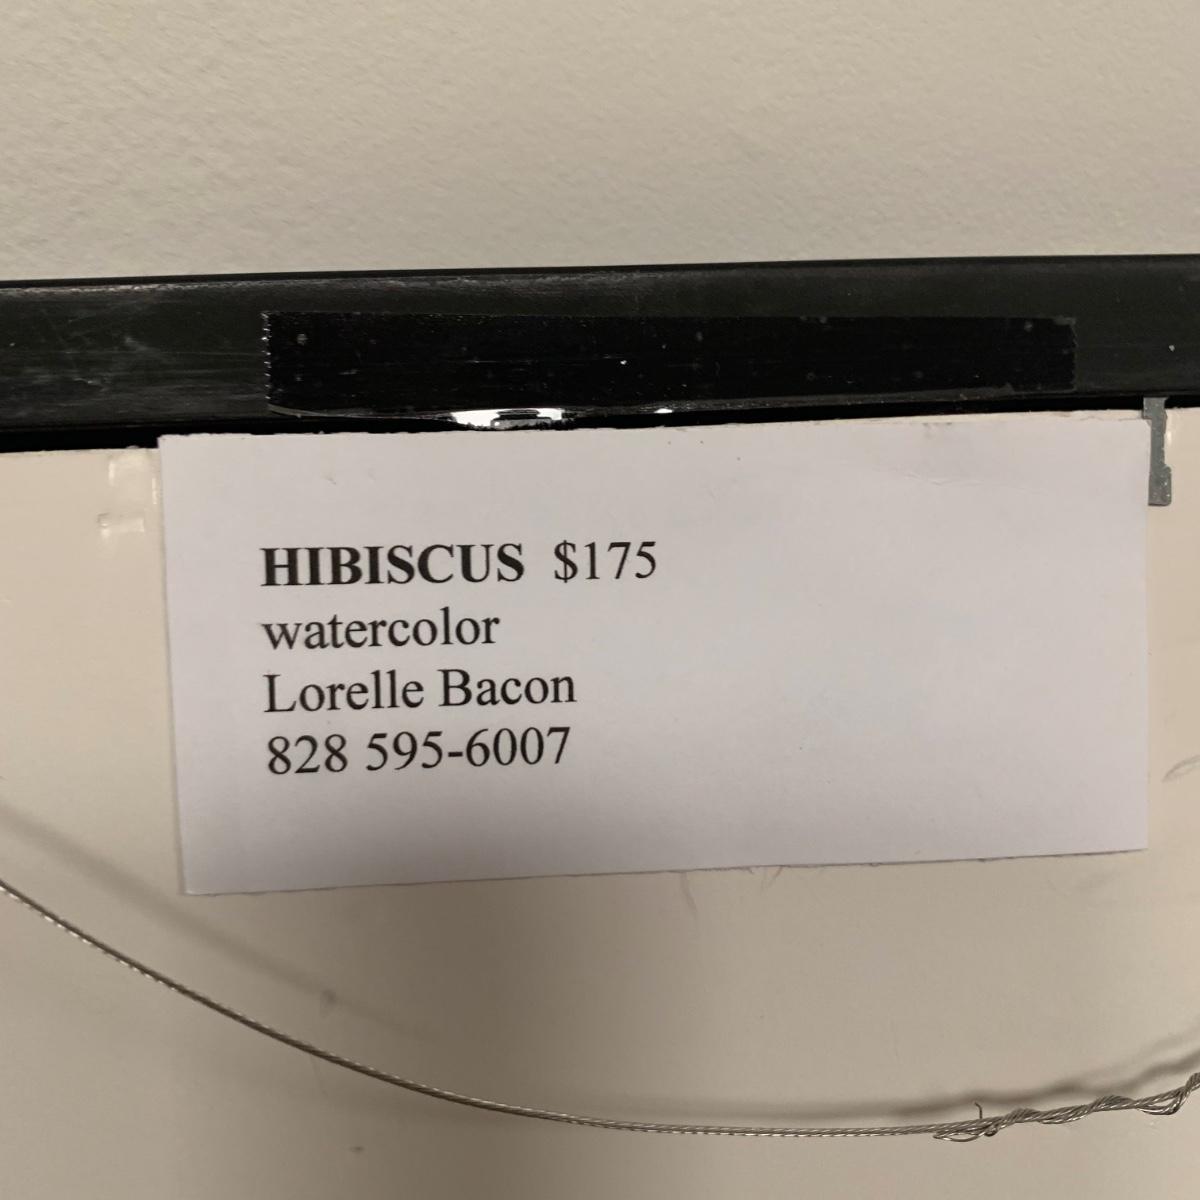 HIBISCUS $175
watercolor
Lorelle Bacon
828 595-6007